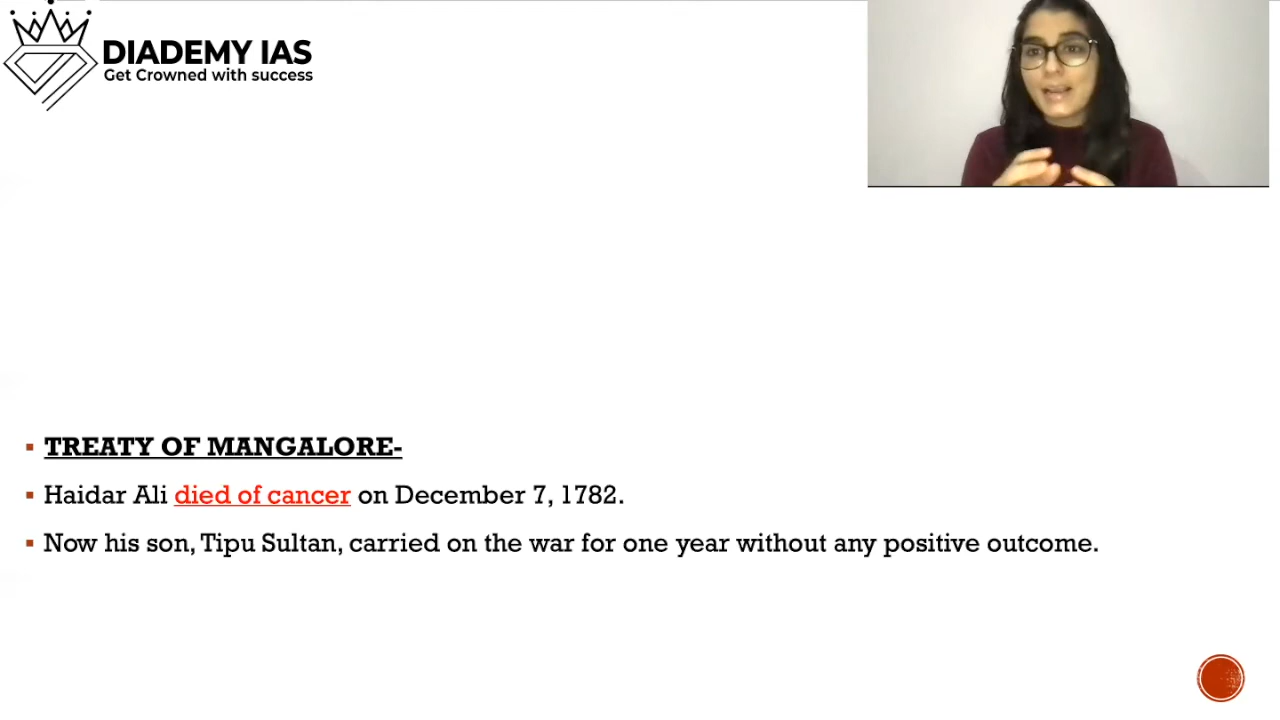 DIADEMY IAS
Get Crowned with success
TREATY OF MANGALORE-
Haidar Ali died of cancer on December 7, 1782.
Now his son, Tipu Sultan, carried on the war for one year without any positive outcome.